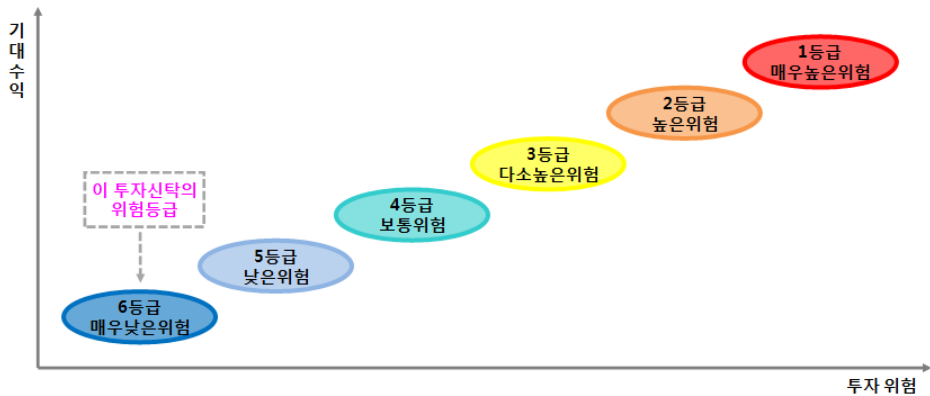 기
대
수
익
1등급
매우높은위험
2등급
높은위험
3등급
다소높은위험
이 투자신탁의
위험등급
4등급
보통위험
5등급
낮은위험
6등급
매우낮은위험
투자 위험